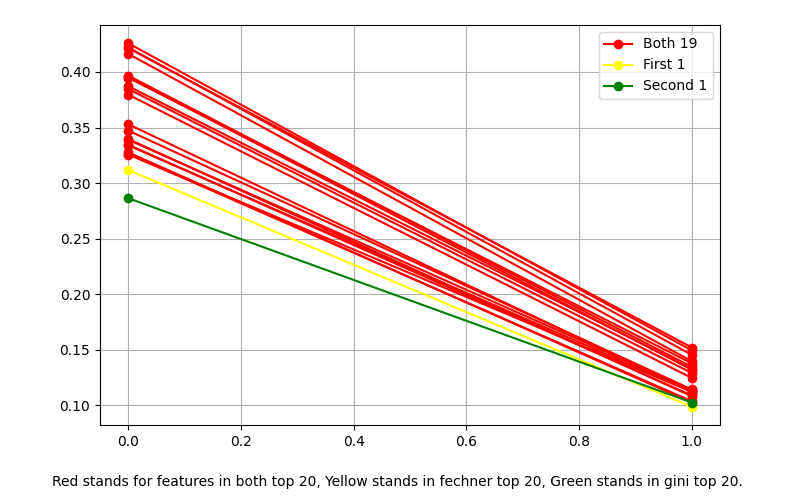 0.40
0.35
0.30
0.25
0.20
0.15
0.10
Both 19
First 1
Second 1
0.0 0.2 0.4 0.6 0.8 1.0
Red stands for features in both top 20, Yellow stands in fechner top 20, Green stands in gini top 20.